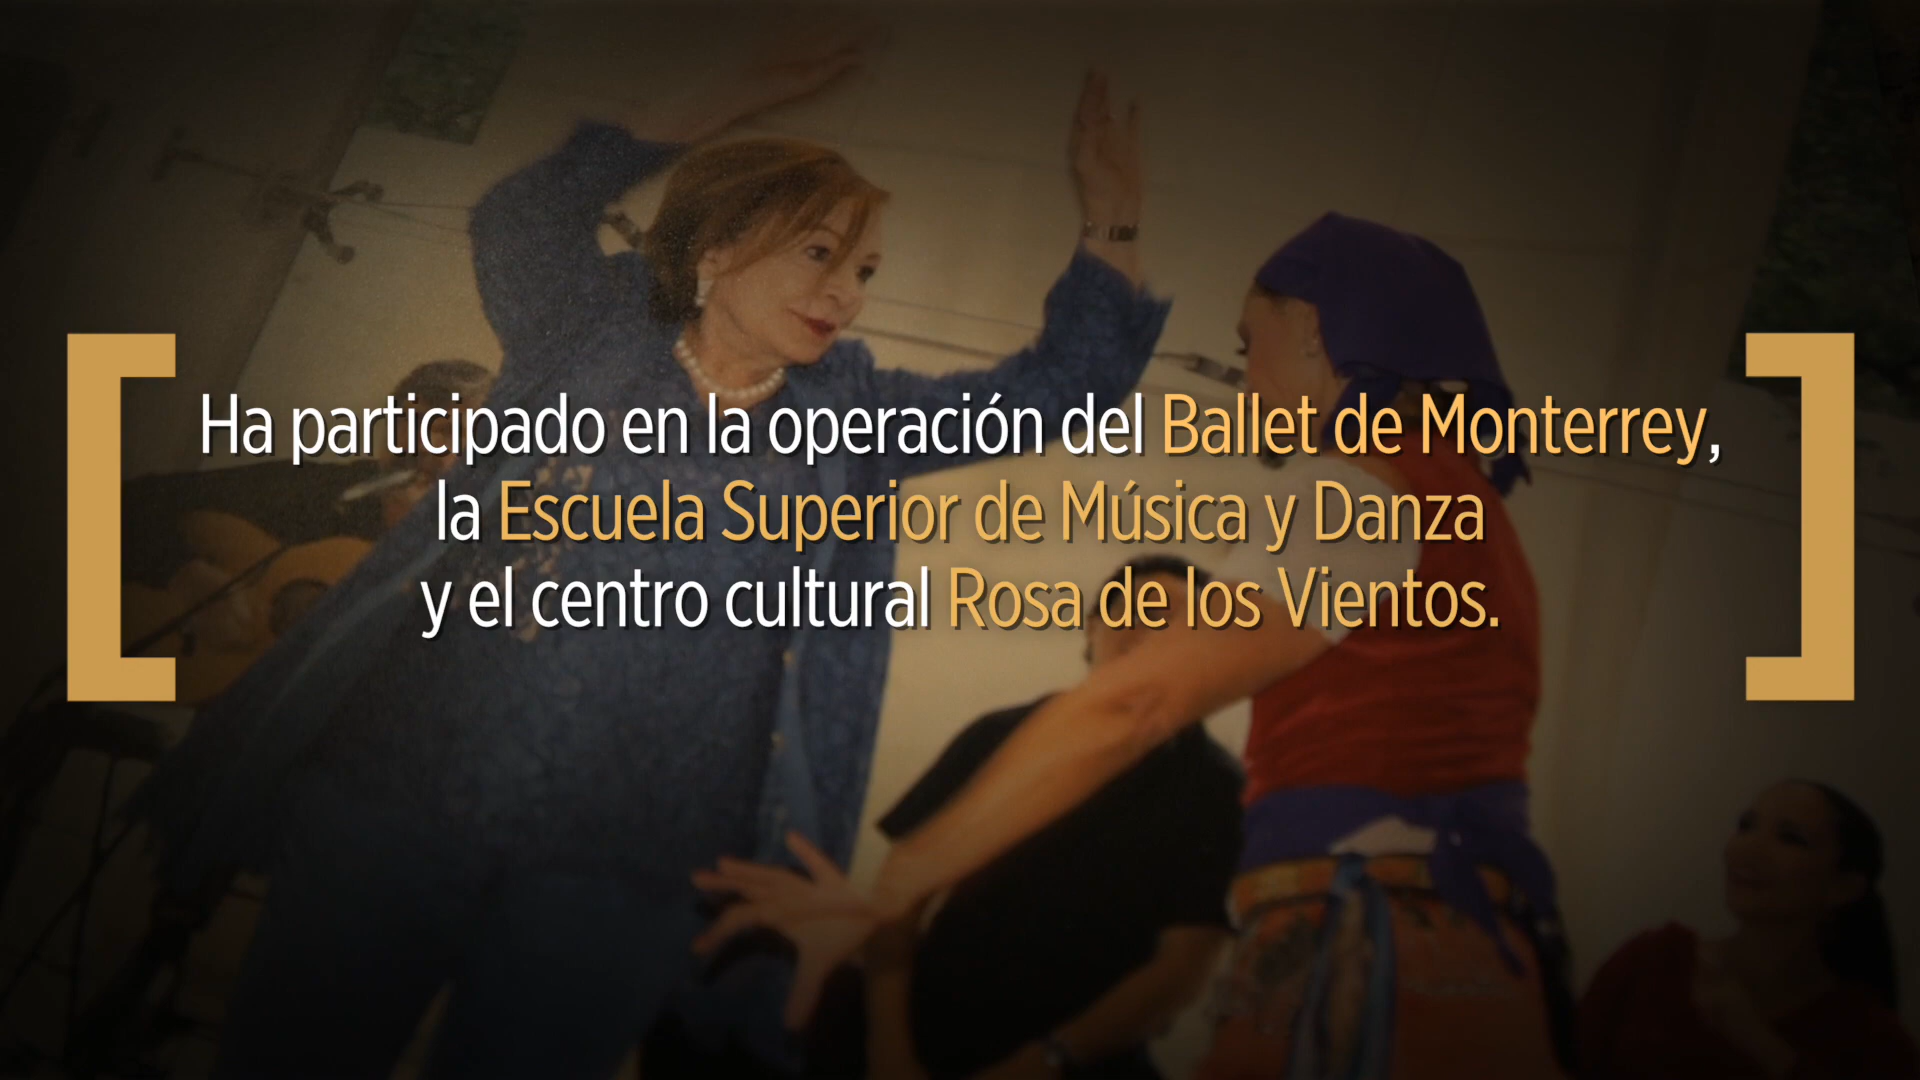 Ha participado en la operación del Ballet de Monterrey,
la Escuela Superior de Música y Danza
y el centro cultural Rosa de los Vientos.